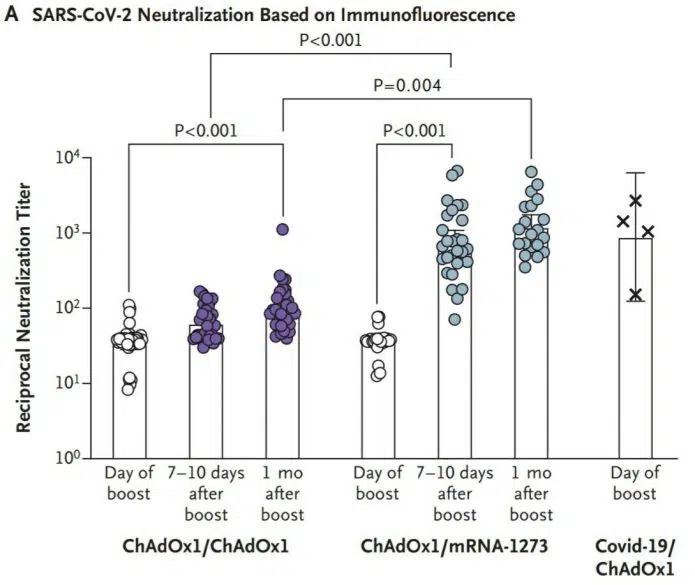 A SARS-CoV-2 Neutralization Based on Immunofluorescence
P<0.001
P=0.004
P<0.001
P<0.001
Reciprocal Neutralization Titer
10⁴
10³
10²
10¹
10⁰
Day of
boost
7–10 days
after
boost
1 mo
after
boost
Day of
boost
7–10 days
after
boost
1 mo
after
boost
Day of
boost
ChAdOx1/ChAdOx1
ChAdOx1/mRNA-1273
Covid-19/
ChAdOx1